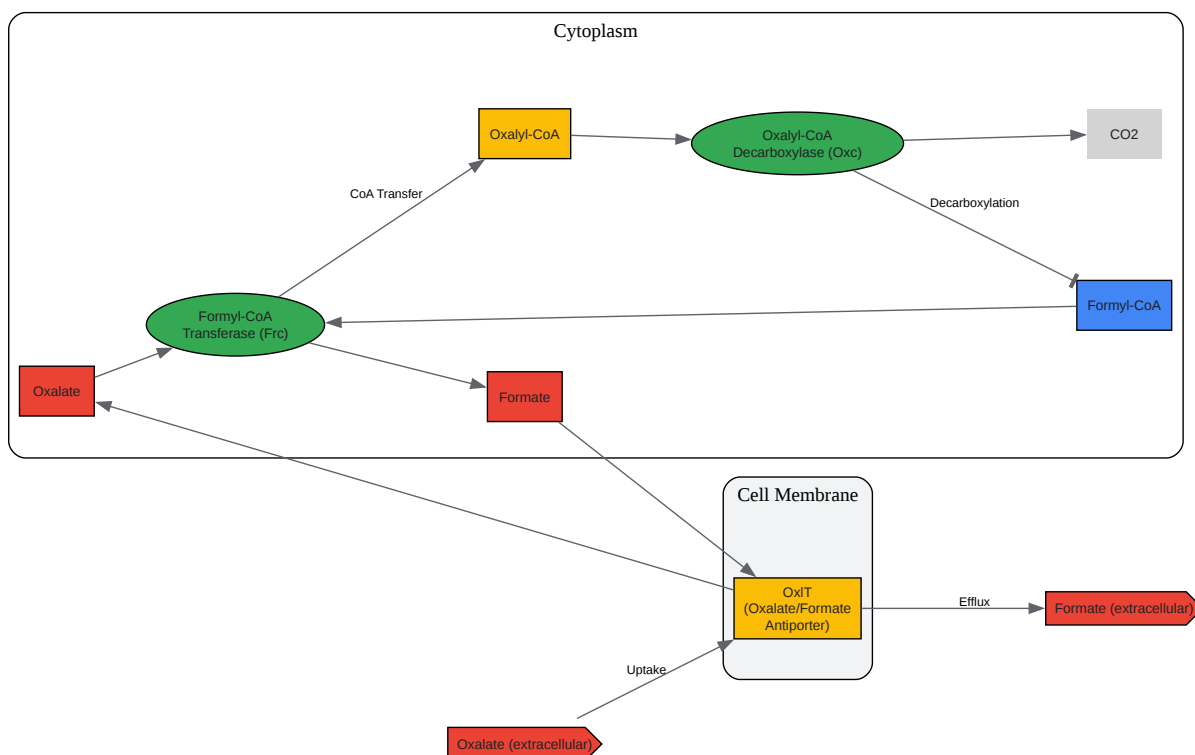 Cytoplasm
Oxalyl-CoA
Oxalyl-CoA
Decarboxylase (Oxc)
CO2
CoA Transfer
Decarboxylation
Formyl-CoA
Transferase (Frc)
Formyl-CoA
Oxalate
Formate
Cell Membrane
OxlT
(Oxalate/Formate
Antiporter)
Efflux
Formate (extracellular)
Uptake
Oxalate (extracellular)